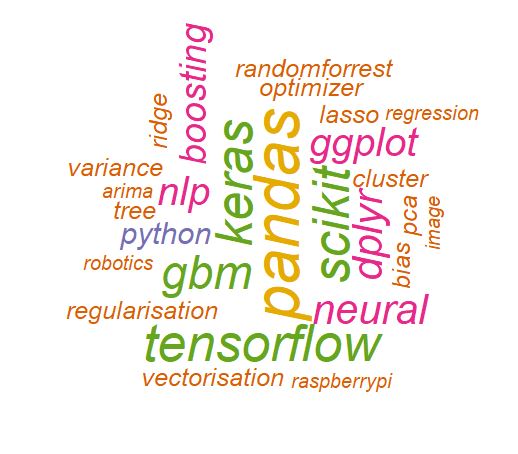 boosting
randomforrest
optimizer
ridge
lasso
regression
keras
pandas
ggplot
variance
nlp
arima
tree
scikit
cluster
dplyr
bias
pca
image
python
robotics
gbm
regularisation
neural
tensorflow
vectorisation
raspberrypi